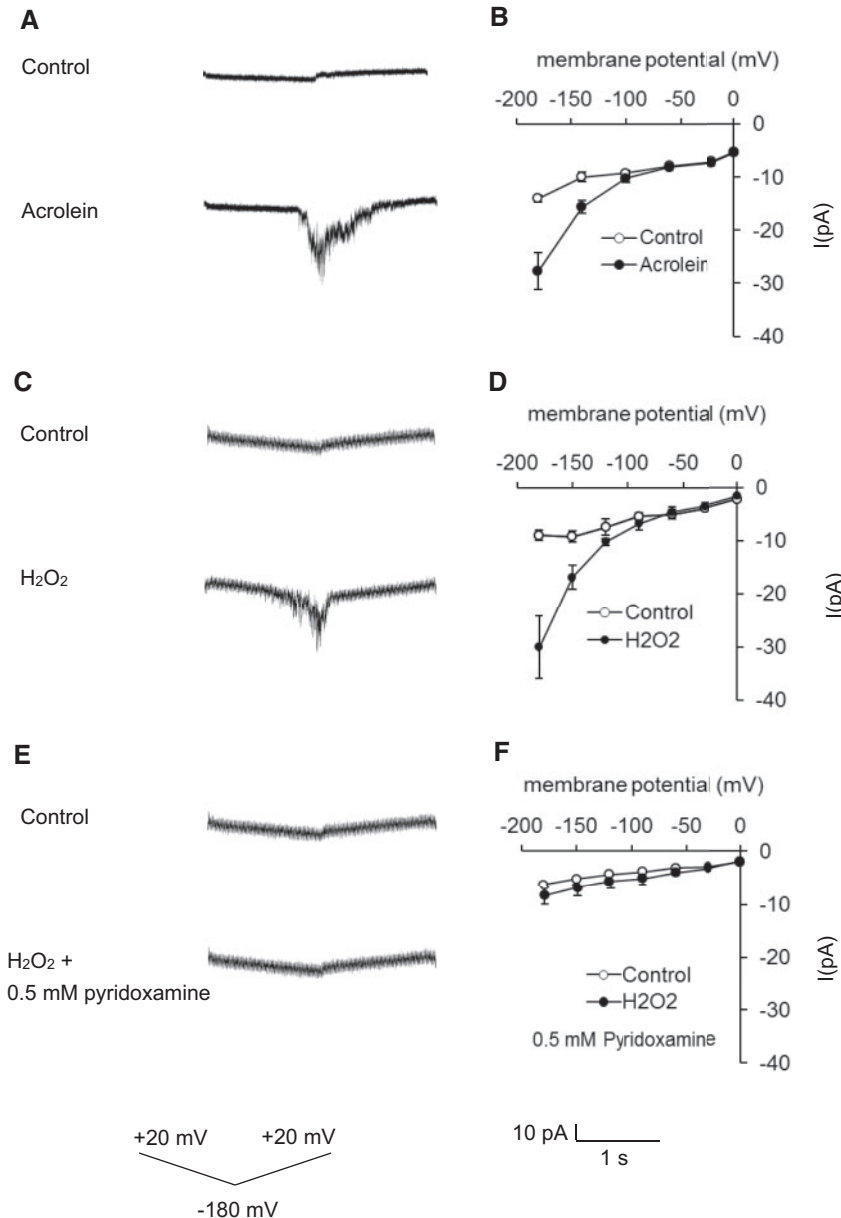 A
Control
Acrolein
B
membrane potential (mV)
-200 -150 -100 -50 0
0
-10
-20
-30
-40
I(pA)
Control
Acrolein
C
Control
H₂O₂
D
membrane potential (mV)
-200 -150 -100 -50 0
0
-10
-20
-30
-40
I(pA)
Control
H2O2
E
Control
H₂O₂ +
0.5 mM pyridoxamine
F
membrane potential (mV)
-200 -150 -100 -50 0
0
-10
-20
-30
-40
I(pA)
Control
H2O2
0.5 mM Pyridoxamine
+20 mV +20 mV
-180 mV
10 pA
1 s